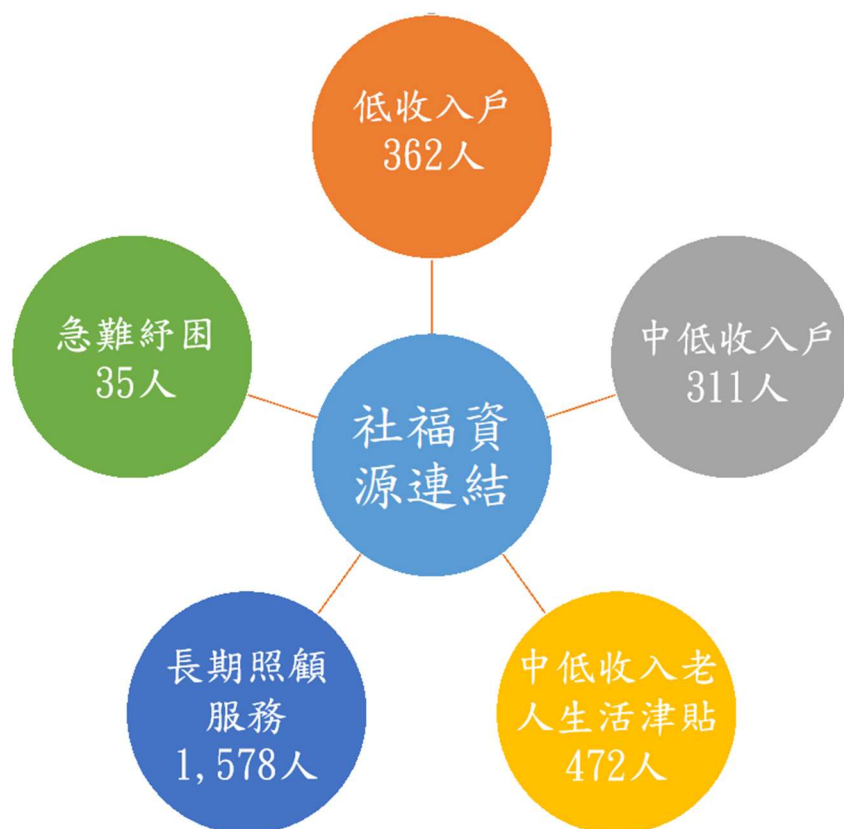 低收入戶
362人
中低收入戶
311人
急難紓困
35人
社福資
源連結
長期照顧
服務
1,578人
中低收入老
人生活津貼
472人